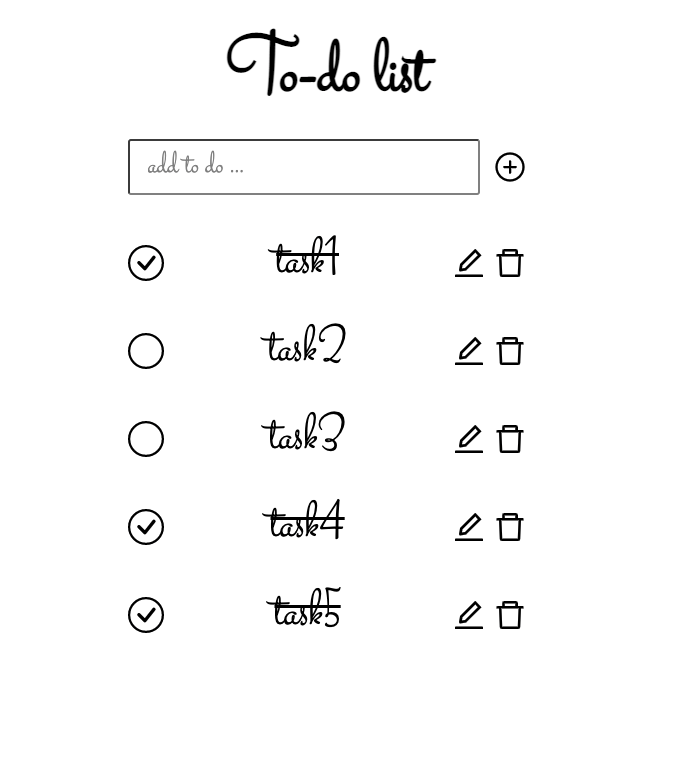 To-do list
add to do ...
task1
task2
task3
task4
task5